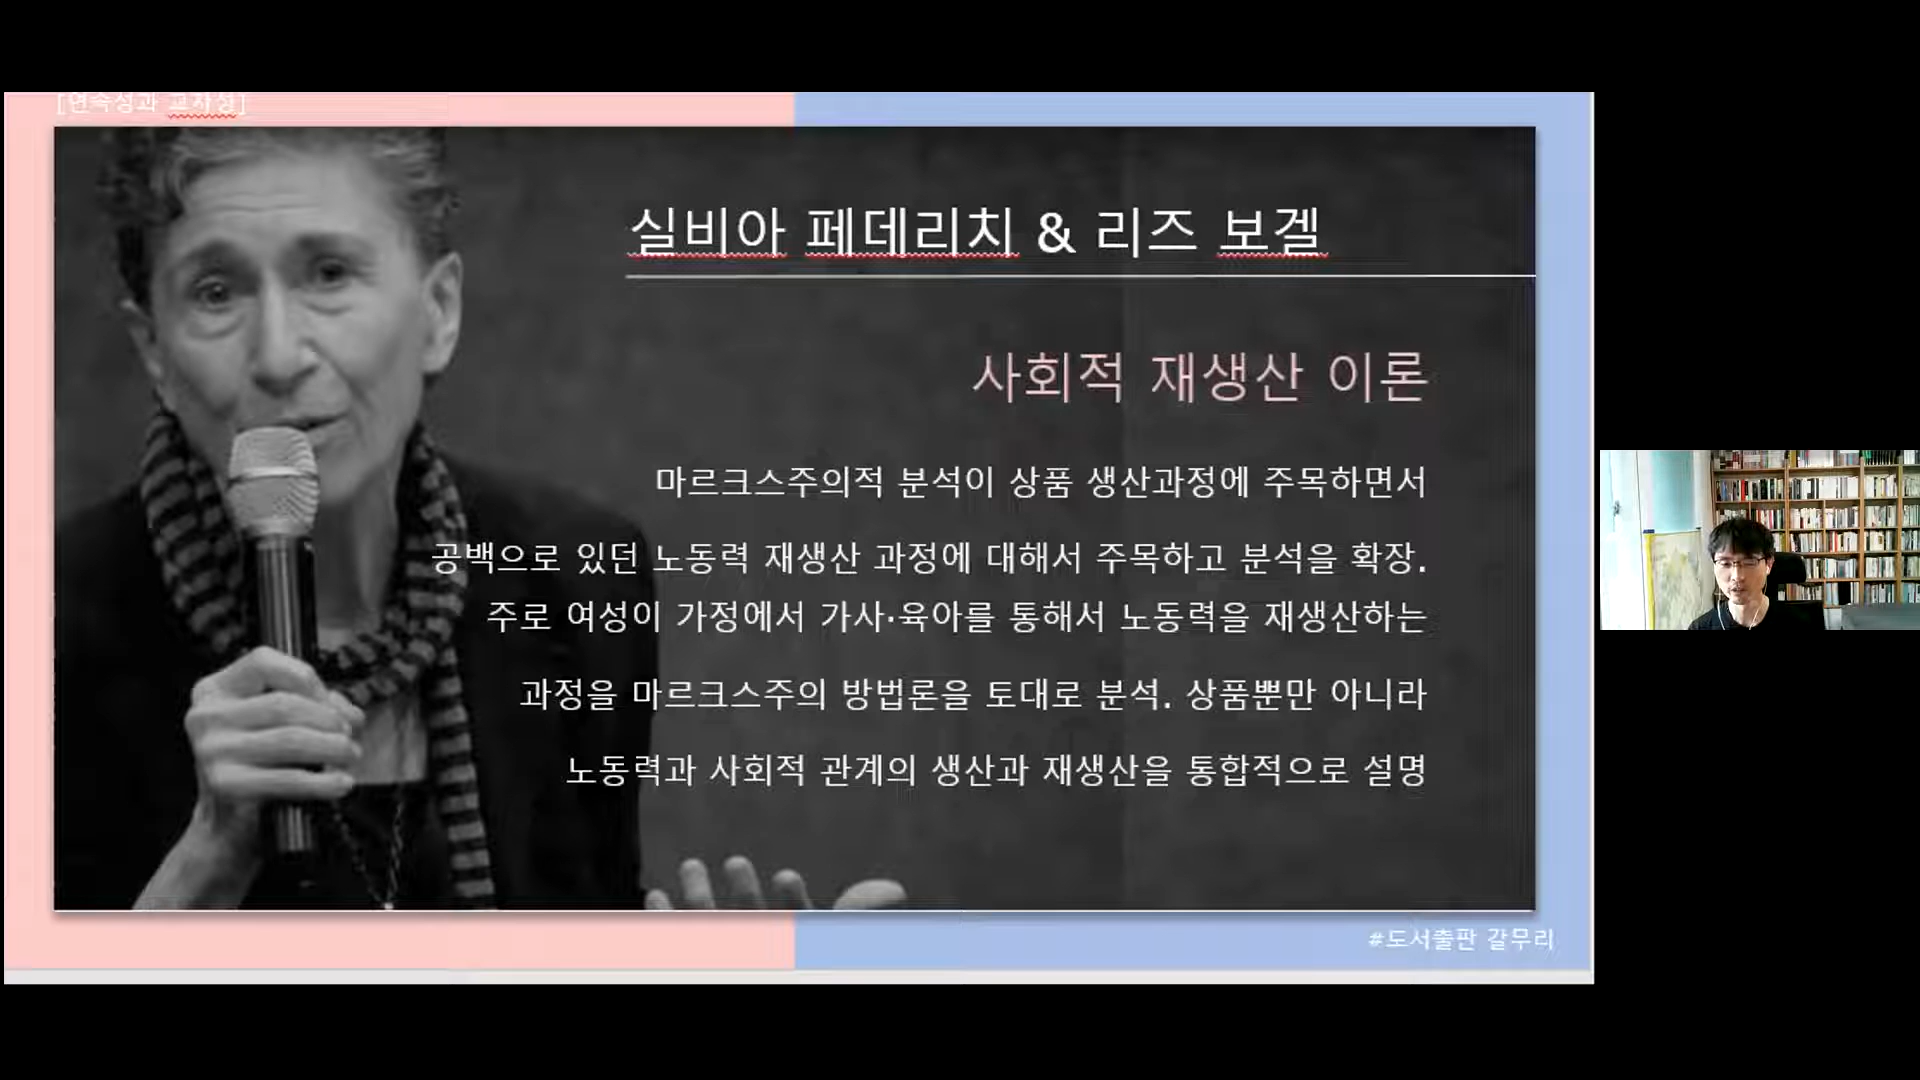 [연속성과 교차성]
실비아 페데리치 & 리즈 보겔
사회적 재생산 이론
마르크스주의적 분석이 상품 생산과정에 주목하면서
공백으로 있던 노동력 재생산 과정에 대해서 주목하고 분석을 확장.
주로 여성이 가정에서 가사·육아를 통해서 노동력을 재생산하는
과정을 마르크스주의 방법론을 토대로 분석. 상품뿐만 아니라
노동력과 사회적 관계의 생산과 재생산을 통합적으로 설명
#도서출판 갈무리